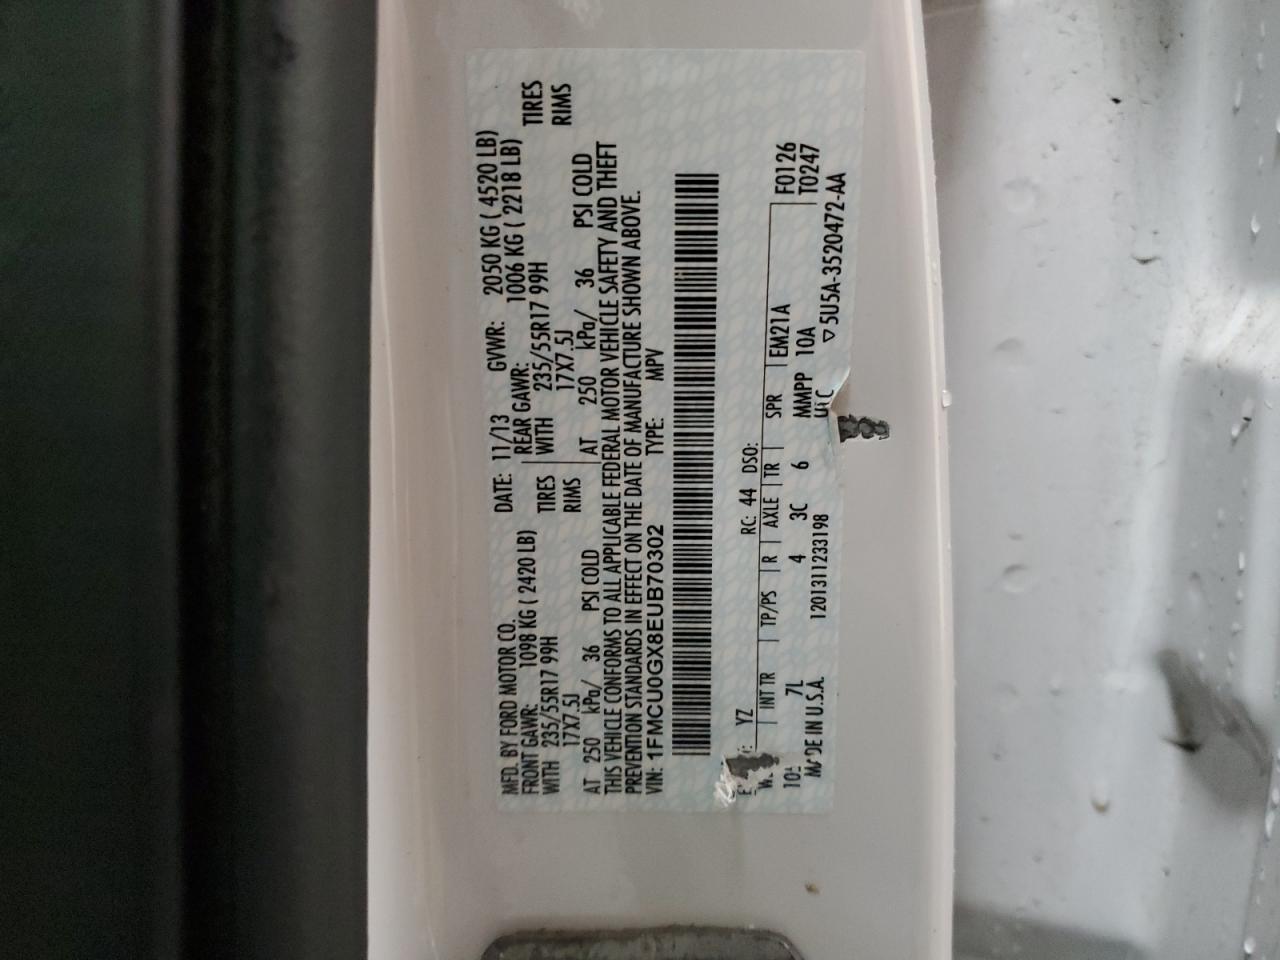 MFD. BY FORD MOTOR CO. DATE: 11/13 GVWR: 2050 KG ( 4520 LB)
FRONT GAWR: 1098 KG ( 2420 LB) REAR GAWR: 1006 KG ( 2218 LB)
WITH 235/55R17 99H TIRES WITH 235/55R17 99H TIRES
17X7.5J RIMS 17X7.5J RIMS
AT 250 kPa/ 36 PSI COLD AT 250 kPa/ 36 PSI COLD
THIS VEHICLE CONFORMS TO ALL APPLICABLE FEDERAL MOTOR VEHICLE SAFETY AND THEFT
PREVENTION STANDARDS IN EFFECT ON THE DATE OF MANUFACTURE SHOWN ABOVE.
VIN: 1FMCU0GX8EUB70302 TYPE: MPV
YZ RC: 44 DSO:
INT TR TP/PS R AXLE TR SPR EM21A F0126
7L 4 3C 6 MMPP 10A T0247
MADE IN U.S.A. 1201311233198 ULC ▽5U5A-3520472-AA